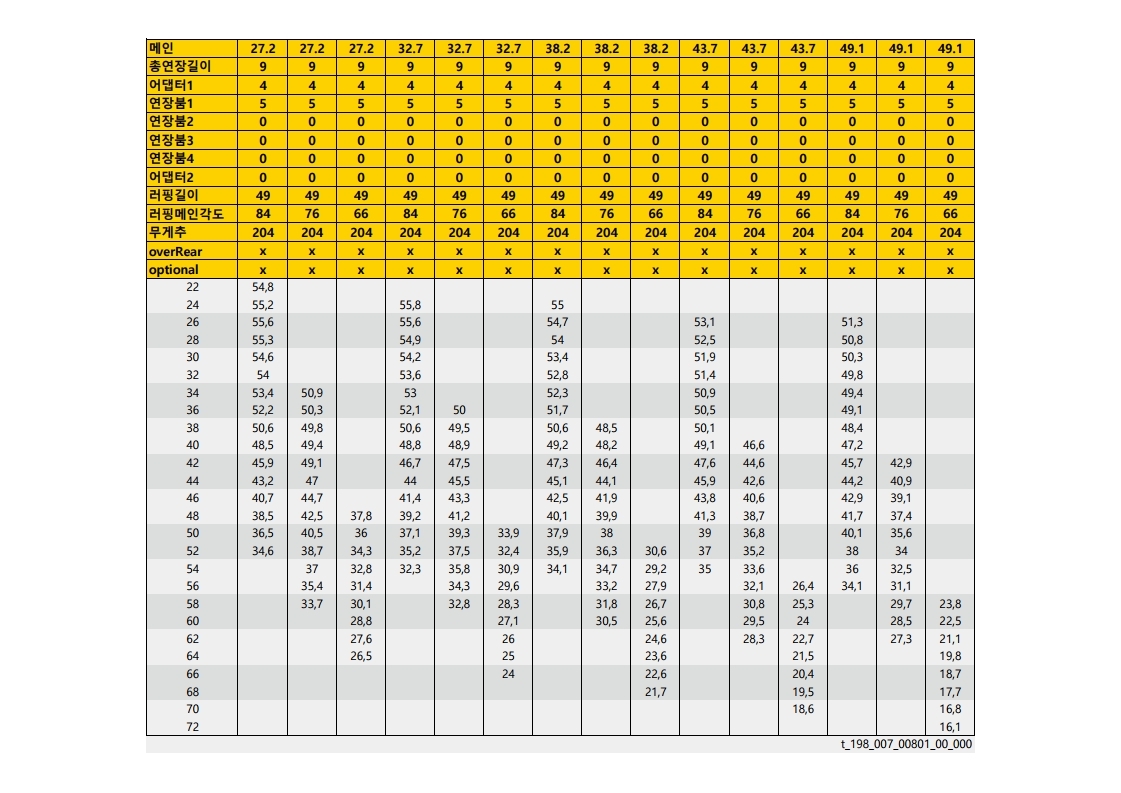 메인 27.2 27.2 27.2 32.7 32.7 32.7 38.2 38.2 38.2 43.7 43.7 43.7 49.1 49.1 49.1
총연장길이 9 9 9 9 9 9 9 9 9 9 9 9 9 9 9
어댑터1 4 4 4 4 4 4 4 4 4 4 4 4 4 4 4
연장붐1 5 5 5 5 5 5 5 5 5 5 5 5 5 5 5
연장붐2 0 0 0 0 0 0 0 0 0 0 0 0 0 0 0
연장붐3 0 0 0 0 0 0 0 0 0 0 0 0 0 0 0
연장붐4 0 0 0 0 0 0 0 0 0 0 0 0 0 0 0
어댑터2 0 0 0 0 0 0 0 0 0 0 0 0 0 0 0
러핑길이 49 49 49 49 49 49 49 49 49 49 49 49 49 49 49
러핑메인각도 84 76 66 84 76 66 84 76 66 84 76 66 84 76 66
무게추 204 204 204 204 204 204 204 204 204 204 204 204 204 204 204
overRear x x x x x x x x x x x x x x x
optional x x x x x x x x x x x x x x x
22 54,8
24 55,2 55,8 55
26 55,6 55,6 54,7 53,1 51,3
28 55,3 54,9 54 52,5 50,8
30 54,6 54,2 53,4 51,9 50,3
32 54 53,6 52,8 51,4 49,8
34 53,4 50,9 53 52,3 50,9 49,4
36 52,2 50,3 52,1 50 51,7 50,5 49,1
38 50,6 49,8 50,6 49,5 50,6 48,5 50,1 48,4
40 48,5 49,4 48,8 48,9 49,2 48,2 49,1 46,6 47,2
42 45,9 49,1 46,7 47,5 47,3 46,4 47,6 44,6 45,7 42,9
44 43,2 47 44 45,5 45,1 44,1 45,9 42,6 44,2 40,9
46 40,7 44,7 41,4 43,3 42,5 41,9 43,8 40,6 42,9 39,1
48 38,5 42,5 37,8 39,2 41,2 40,1 39,9 41,3 38,7 41,7 37,4
50 36,5 40,5 36 37,1 39,3 33,9 37,9 38 39 36,8 40,1 35,6
52 34,6 38,7 34,3 35,2 37,5 32,4 35,9 36,3 30,6 37 35,2 38 34
54 37 32,8 32,3 35,8 30,9 34,1 34,7 29,2 35 33,6 36 32,5
56 35,4 31,4 34,3 29,6 33,2 27,9 32,1 26,4 34,1 31,1
58 33,7 30,1 32,8 28,3 31,8 26,7 30,8 25,3 29,7 23,8
60 28,8 27,1 30,5 25,6 29,5 24 28,5 22,5
62 27,6 26 24,6 28,3 22,7 27,3 21,1
64 26,5 25 23,6 21,5 19,8
66 24 22,6 20,4 18,7
68 21,7 19,5 17,7
70 18,6 16,8
72 16,1
t_198_007_00801_00_000